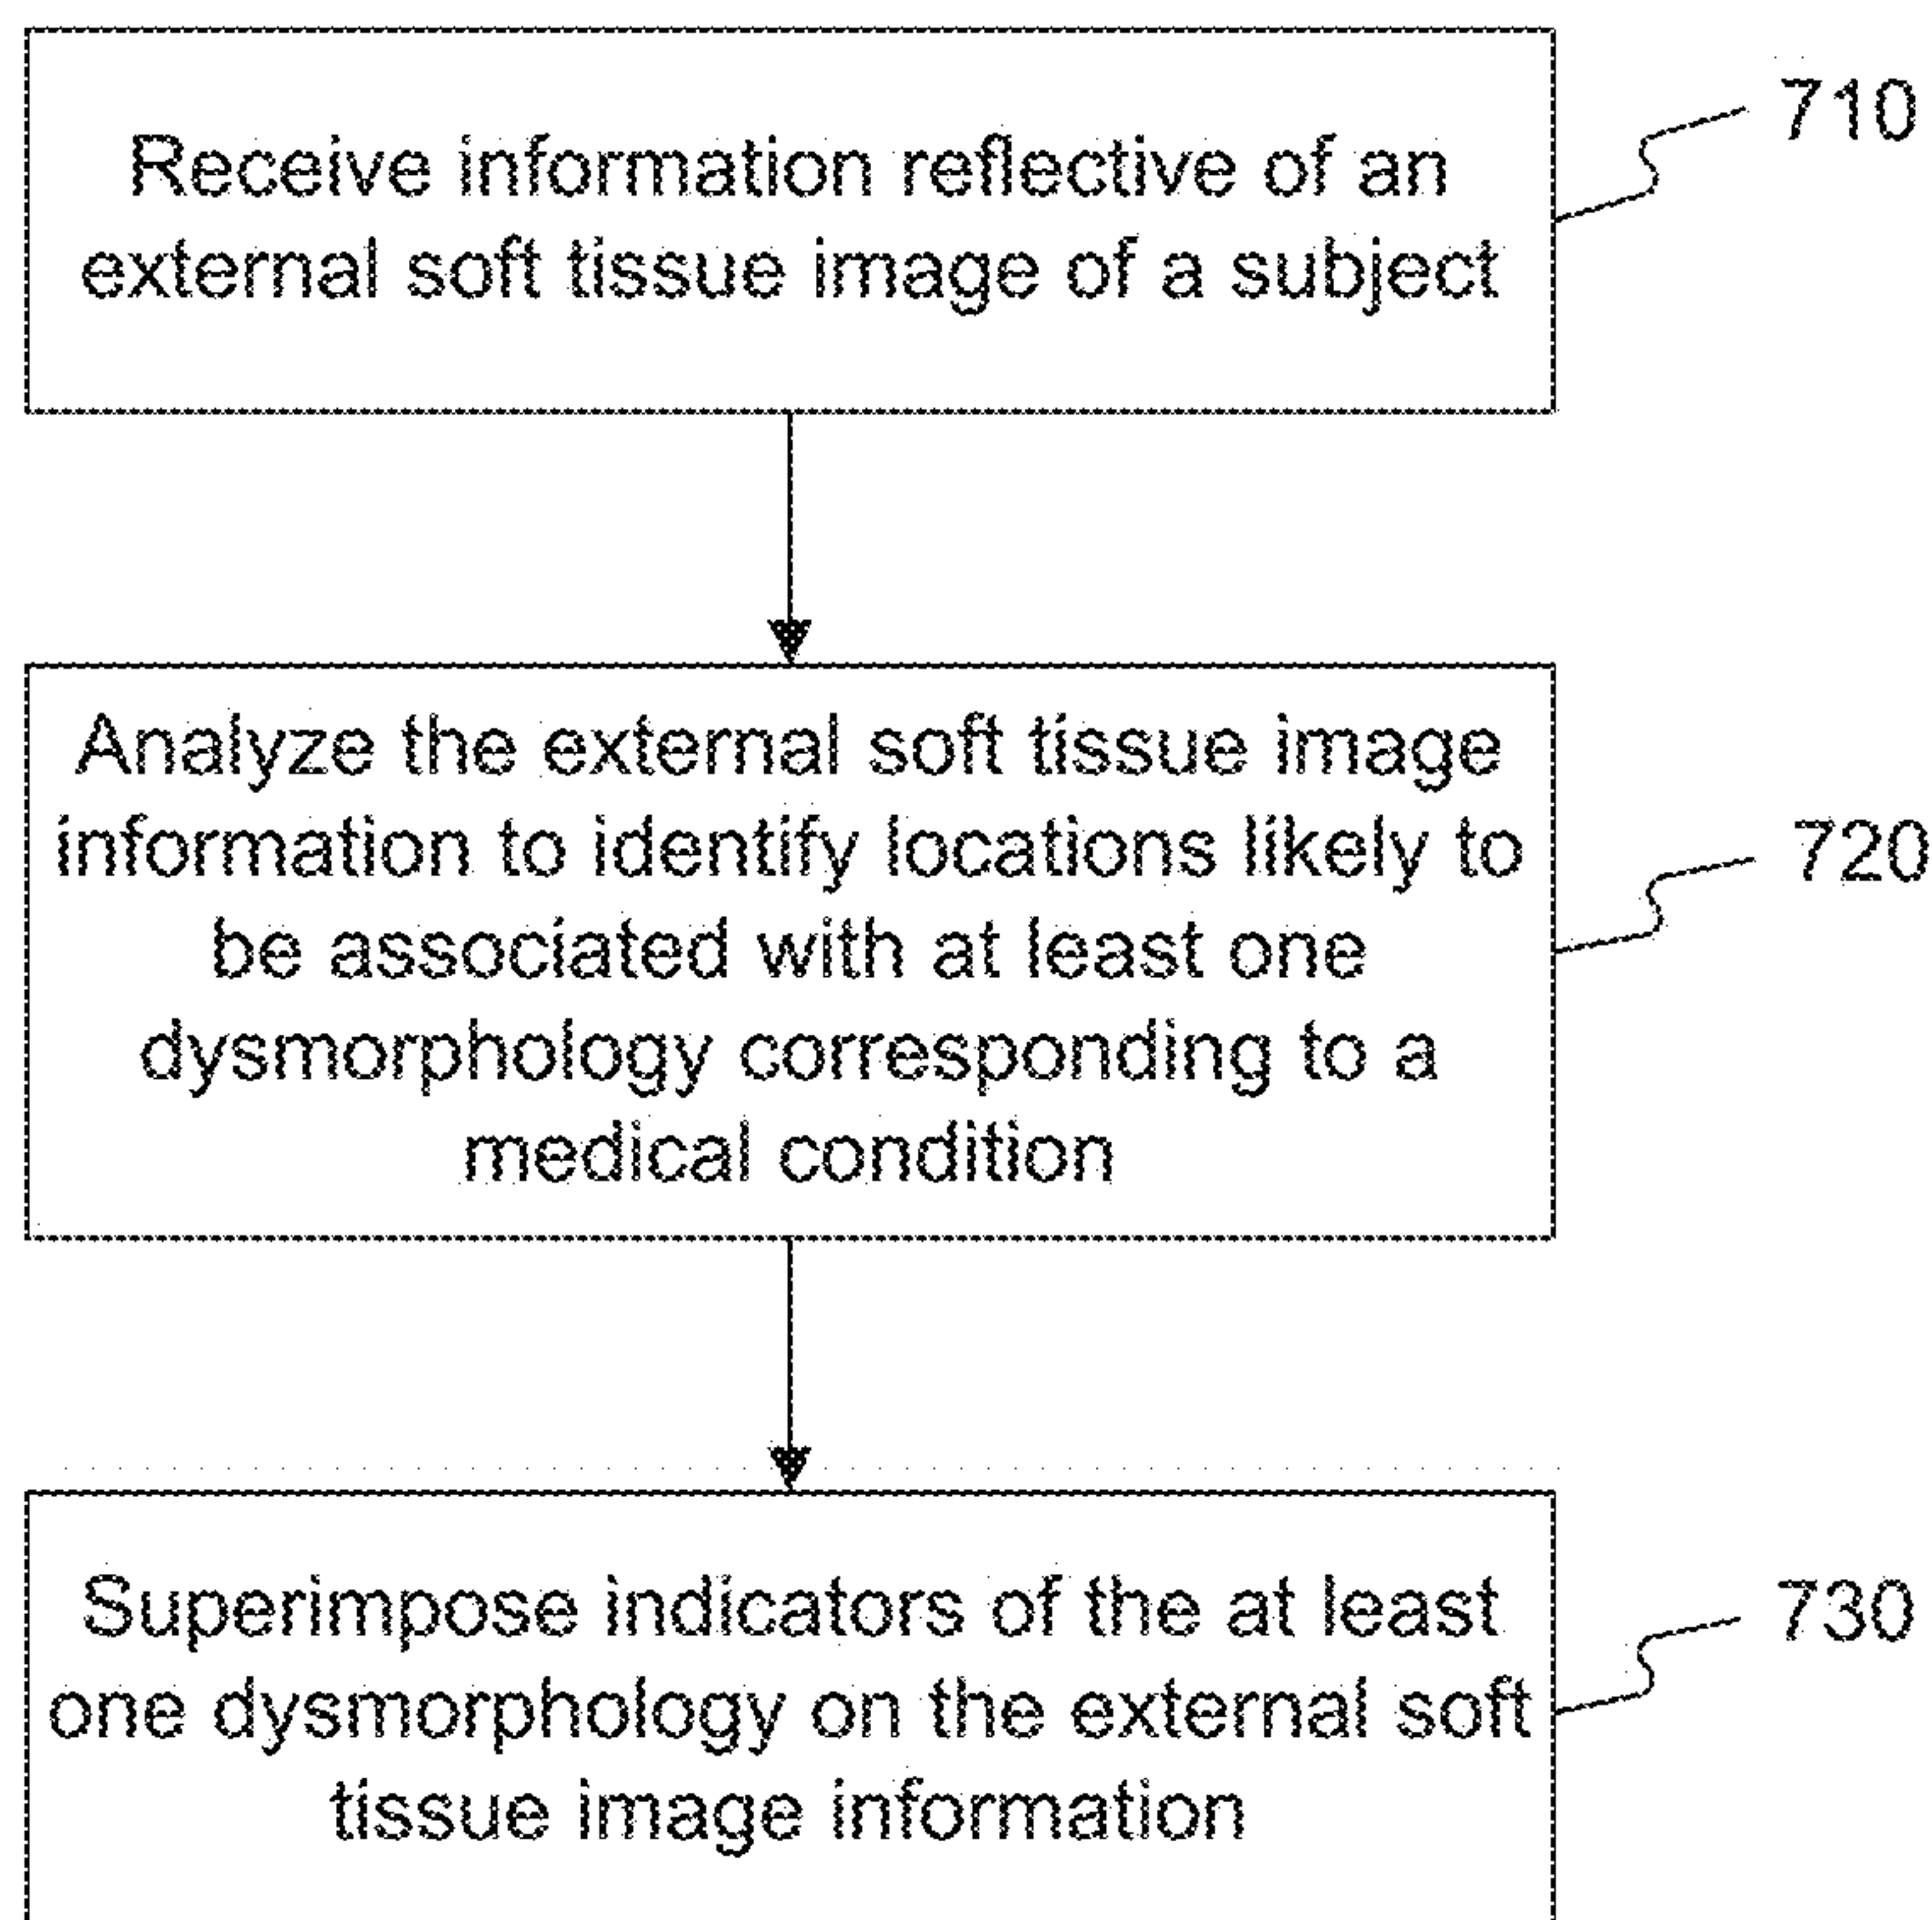 Receive information reflective of an
external soft tissue image of a subject
710
Analyze the external soft tissue image
information to identify locations likely to
be associated with at least one
dysmorphology corresponding to a
medical condition
720
Superimpose indicators of the at least
one dysmorphology on the external soft
tissue image information
730